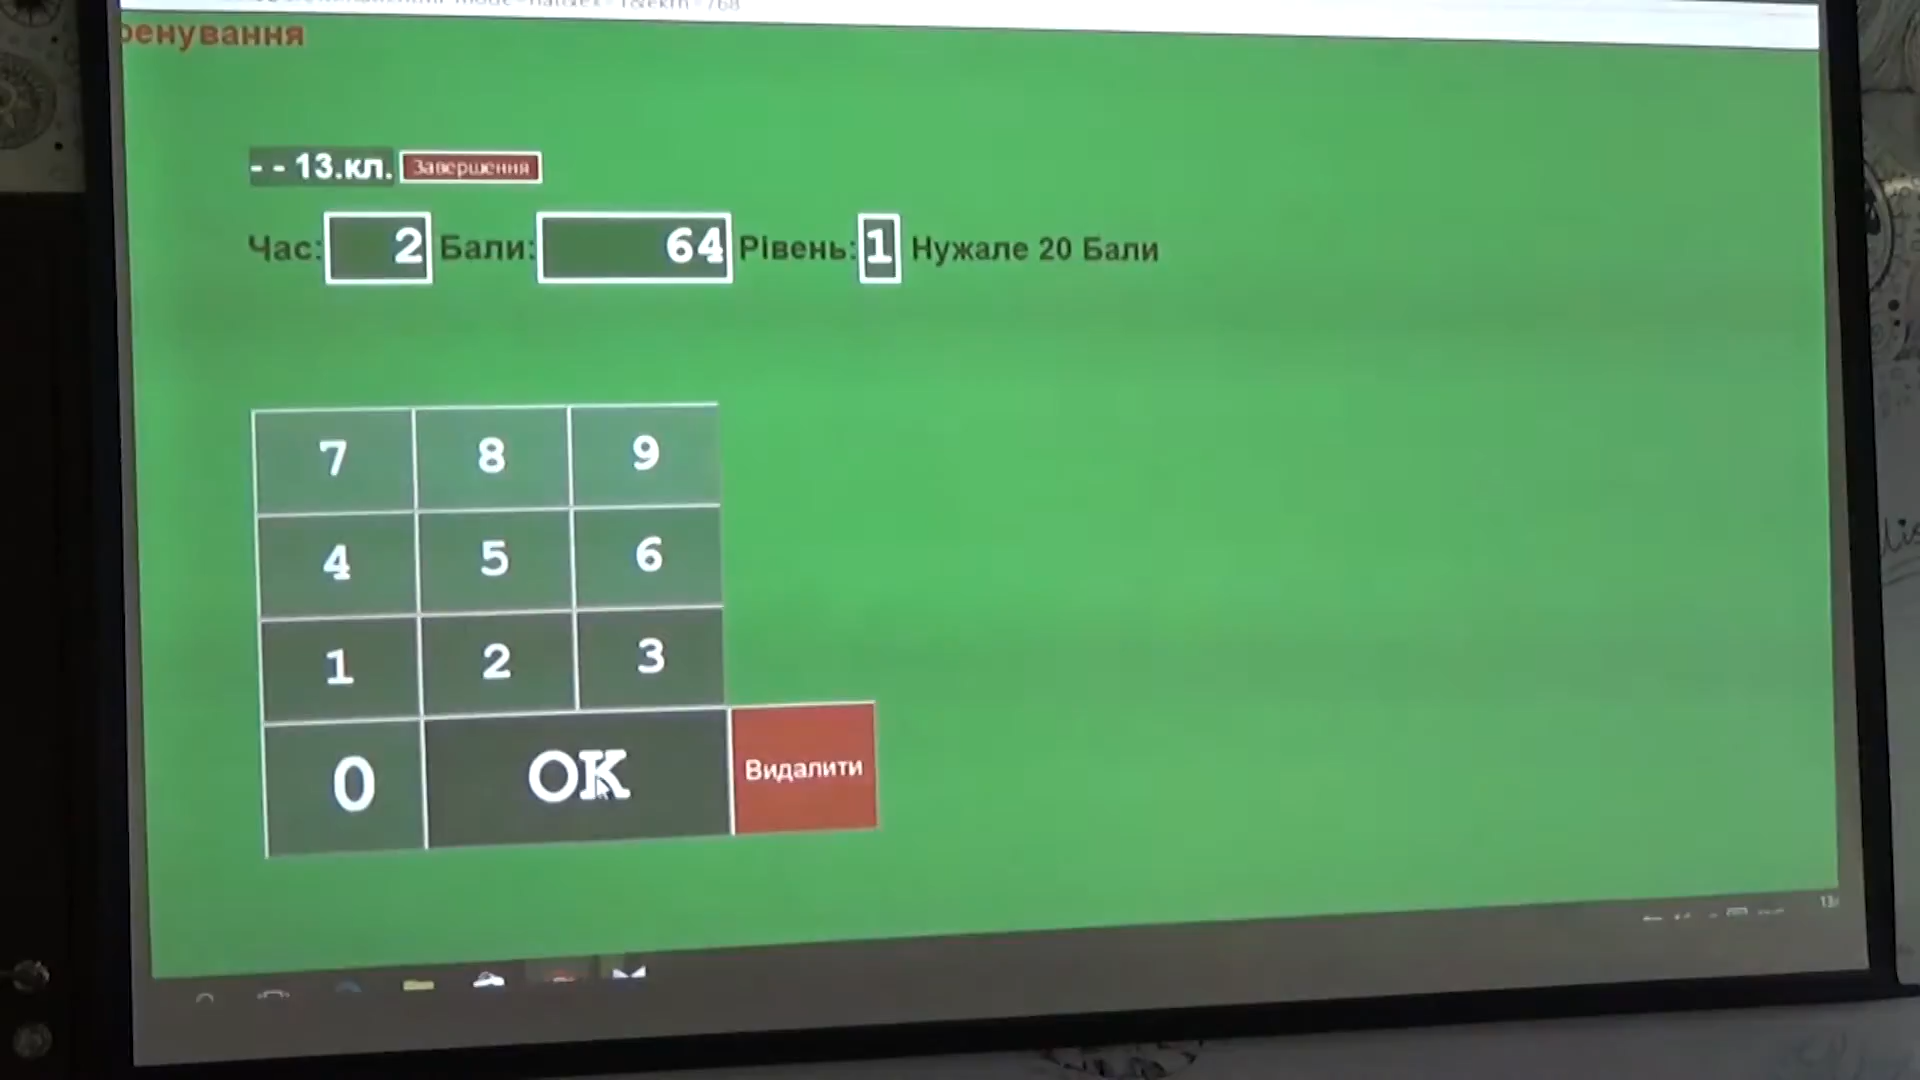 - - 13.кл. Завершення
Час: 2 Бали: 64 Рівень: 1 Нужале 20 Бали
7 8 9
4 5 6
1 2 3
0 OK Видалити